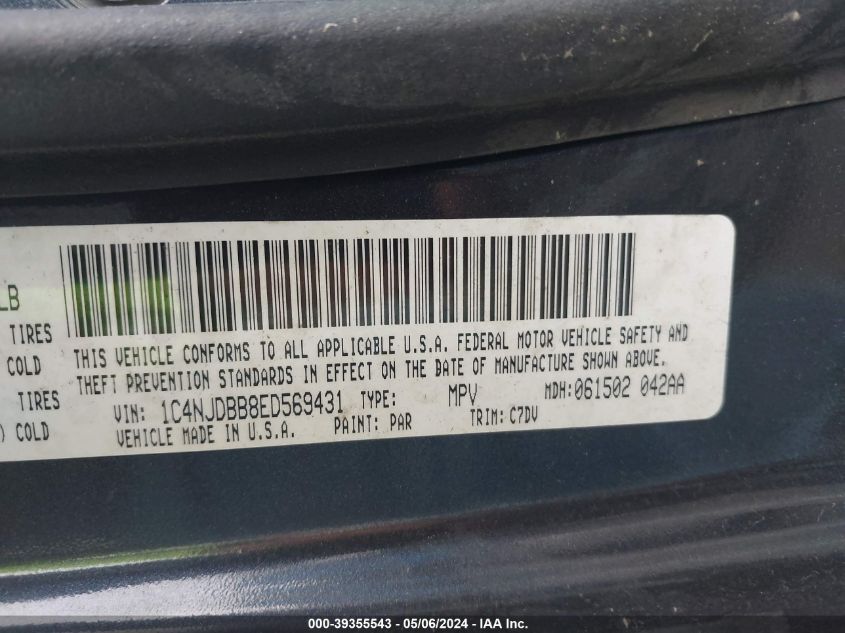 LB
TIRES
COLD
TIRES
) COLD
THIS VEHICLE CONFORMS TO ALL APPLICABLE U.S.A. FEDERAL MOTOR VEHICLE SAFETY AND
THEFT PREVENTION STANDARDS IN EFFECT ON THE DATE OF MANUFACTURE SHOWN ABOVE.
VIN: 1C4NJDBB8ED569431 TYPE: MPV MDH:061502 042AA
VEHICLE MADE IN U.S.A. PAINT: PAR TRIM: C7DV
000-39355543 - 05/06/2024 - IAAI Inc.